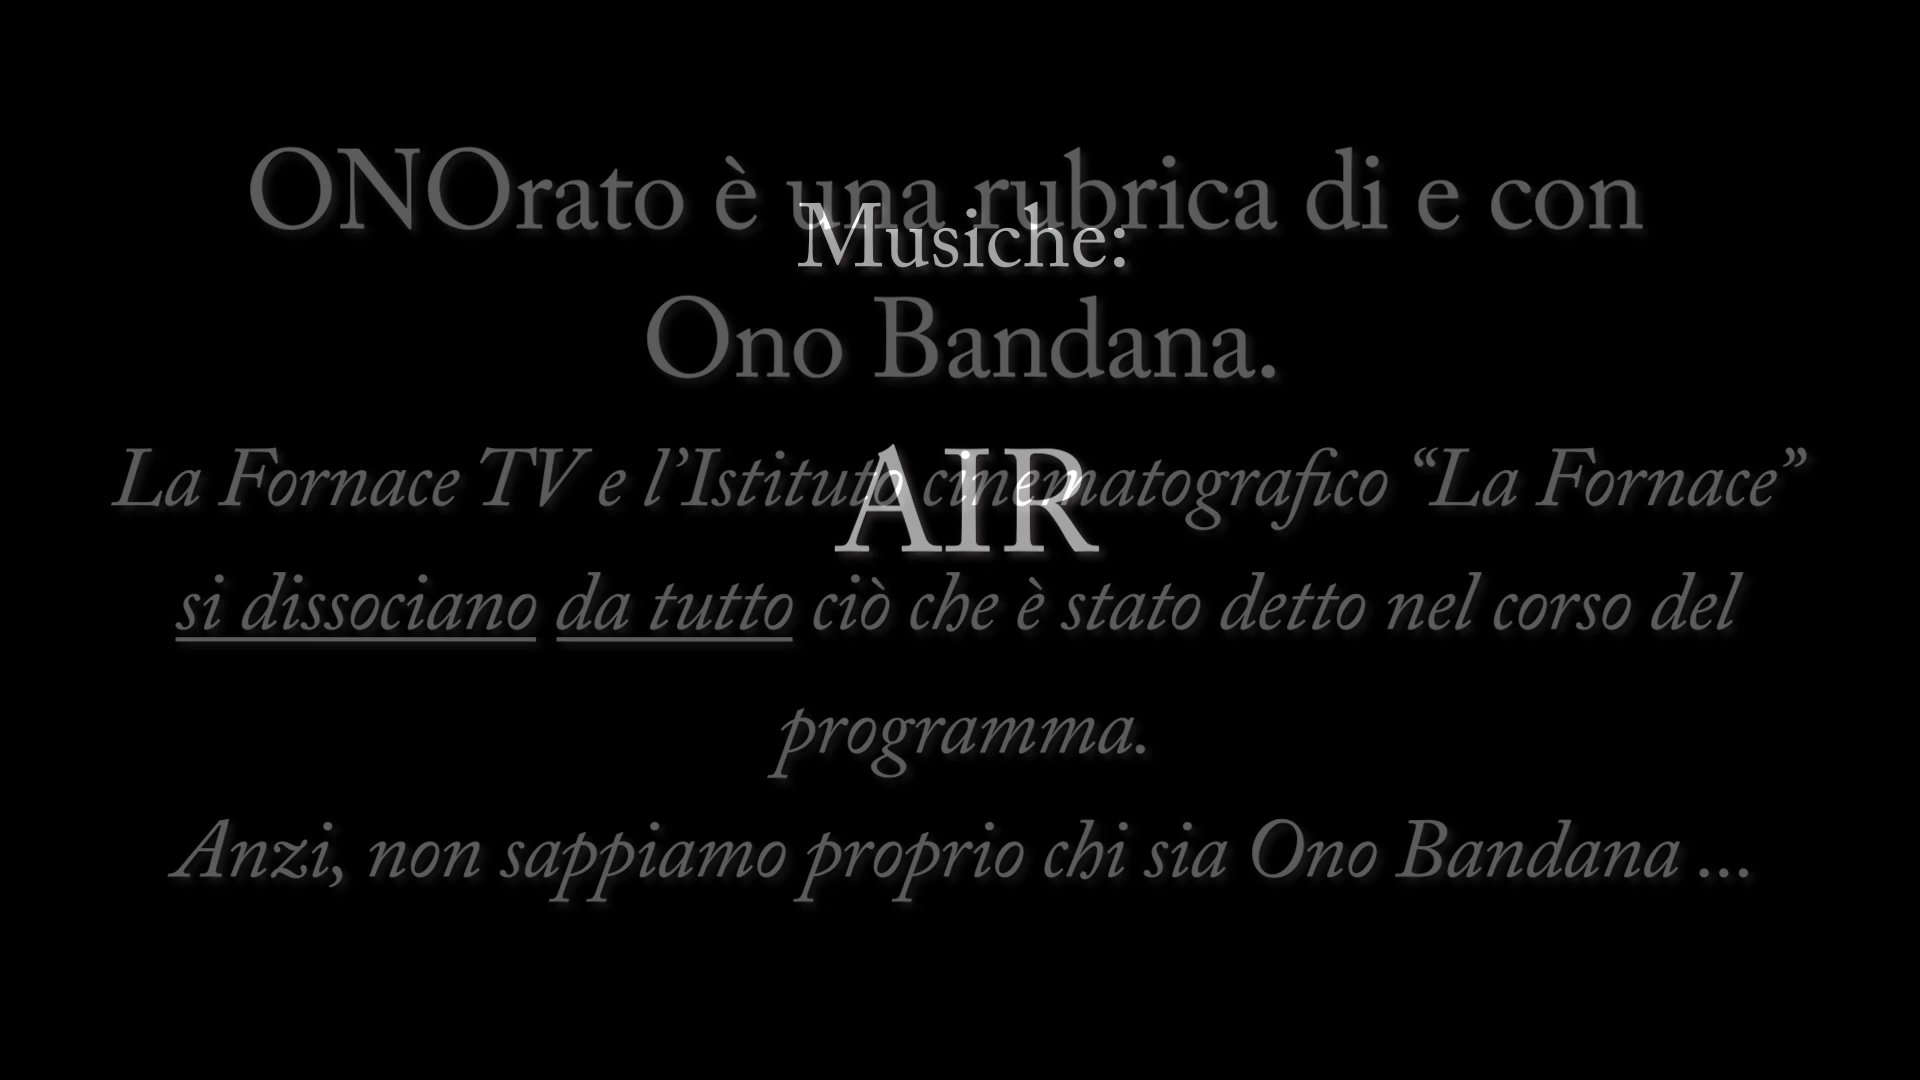 ONOrato è una rubrica di e con
Musiche:
Ono Bandana.
La Fornace TV e l’Istituto cinematografico “La Fornace”
AIR
si dissociano da tutto ciò che è stato detto nel corso del
programma.
Anzi, non sappiamo proprio chi sia Ono Bandana ...